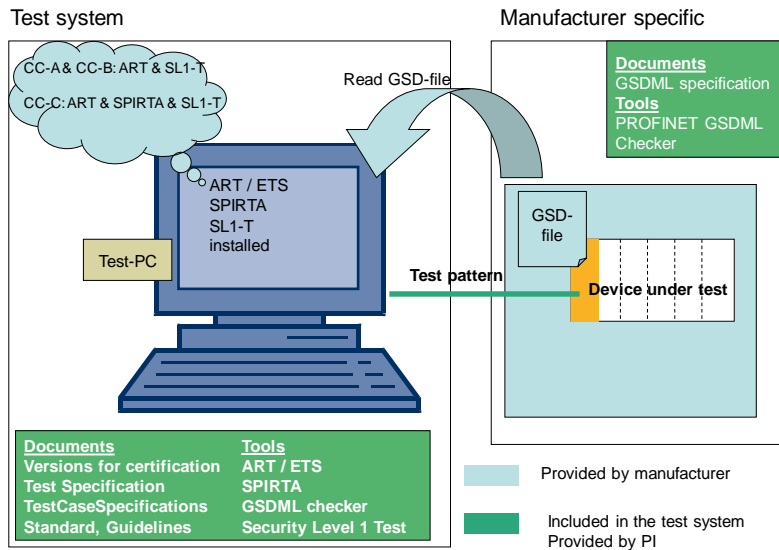 Test system
Manufacturer specific
CC-A & CC-B: ART & SL1-T
CC-C: ART & SPIRTA & SL1-T
Read GSD-file
Documents
GSDML specification
Tools
PROFINET GSDML
Checker
ART / ETS
SPIRTA
SL1-T
installed
Test-PC
GSD-
file
Test pattern
Device under test
Documents
Versions for certification
Test Specification
TestCaseSpecifications
Standard, Guidelines
Tools
ART / ETS
SPIRTA
GSDML checker
Security Level 1 Test
Provided by manufacturer
Included in the test system
Provided by PI